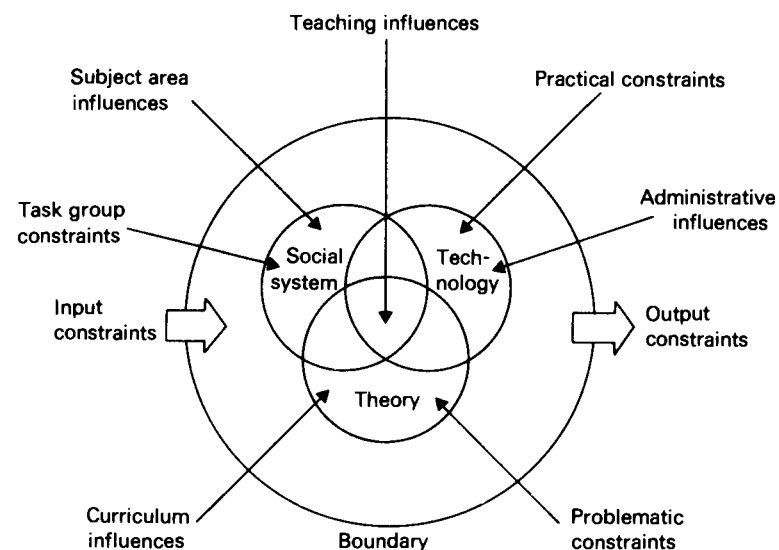 Teaching influences
Subject area
influences
Practical constraints
Task group
constraints
Administrative
influences
Social
system
Tech-
nology
Input
constraints
Output
constraints
Theory
Curriculum
influences
Boundary
Problematic
constraints